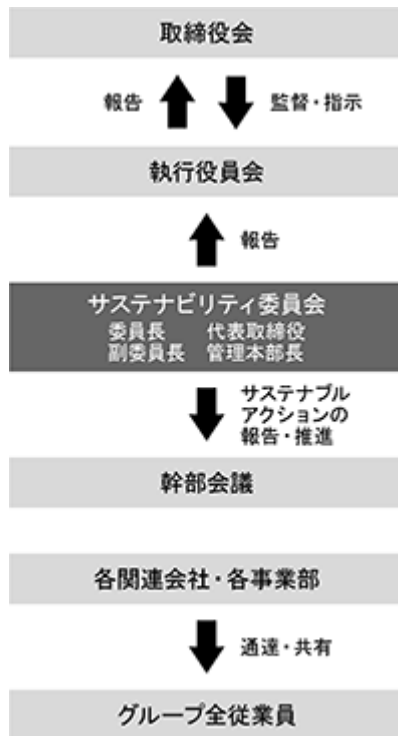 取締役会
報告 監督・指示
執行役員会
報告
サステナビリティ委員会
委員長 代表取締役
副委員長 管理本部長
サステナブル
アクションの
報告・推進
幹部会議
各関連会社・各事業部
通達・共有
グループ全従業員